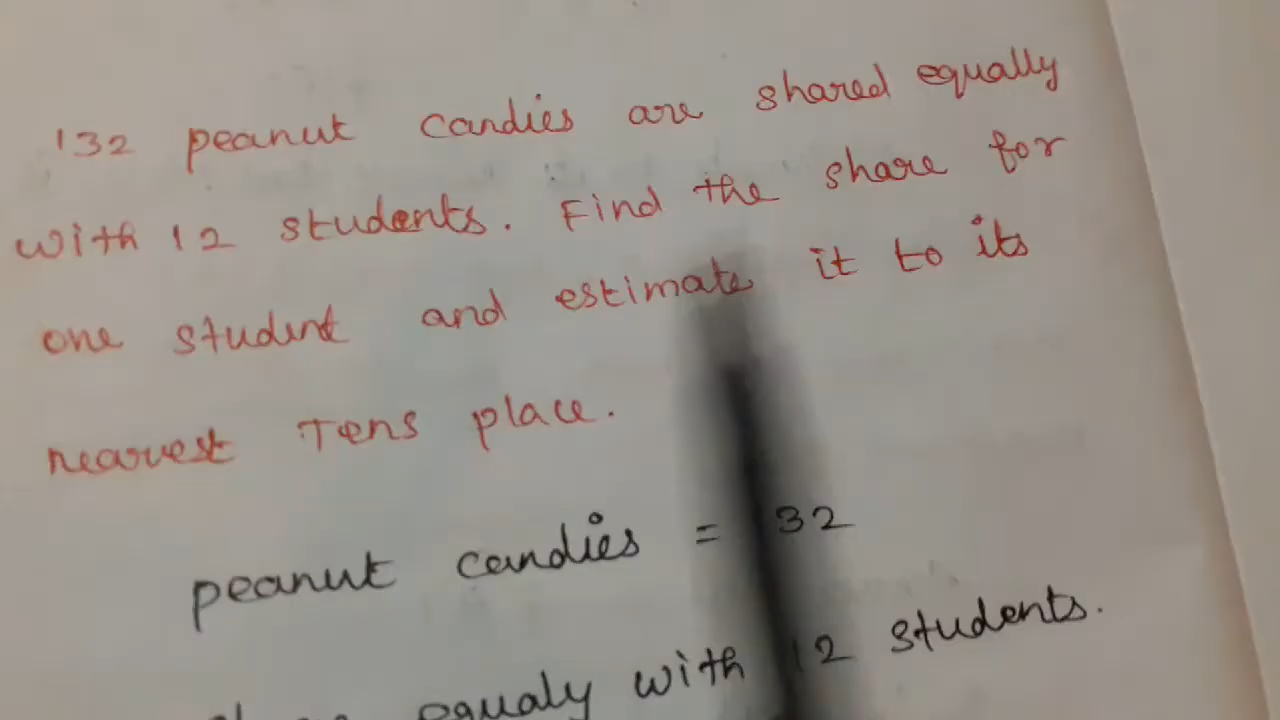 132 peanut candies are shared equally
with 12 students. Find the share for
one student and estimate it to its
nearest Tens place.
peanut candies = 32
equaly with 12 students.